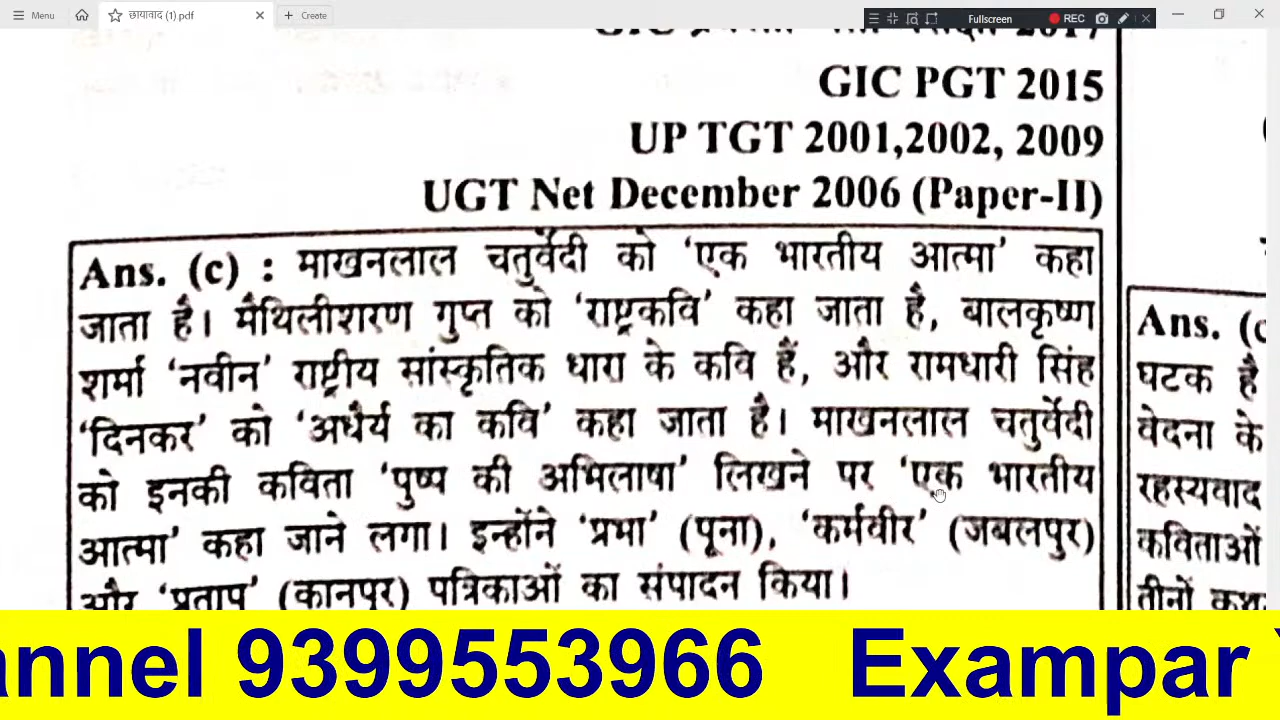 Menu
छायावाद (1).pdf
Create
Fullscreen
REC
GIC PGT 2015
UP TGT 2001,2002, 2009
UGT Net December 2006 (Paper-II)
Ans. (c) : माखनलाल चतुर्वेदी को 'एक भारतीय आत्मा' कहा
जाता है। मैथिलीशरण गुप्त को 'राष्ट्रकवि' कहा जाता है, बालकृष्ण
शर्मा 'नवीन' राष्ट्रीय सांस्कृतिक धारा के कवि हैं, और रामधारी सिंह
'दिनकर' को 'अधैर्य का कवि' कहा जाता है। माखनलाल चतुर्वेदी
को इनकी कविता 'पुष्प की अभिलाषा' लिखने पर 'एक भारतीय
आत्मा' कहा जाने लगा। इन्होंने 'प्रभा' (पूना), 'कर्मवीर' (जबलपुर)
और 'प्रताप' (कानपुर) पत्रिकाओं का संपादन किया।
Ans. (c
घटक है
वेदना के
रहस्यवाद
कविताओं
तीनों
annel 9399553966 Exampar